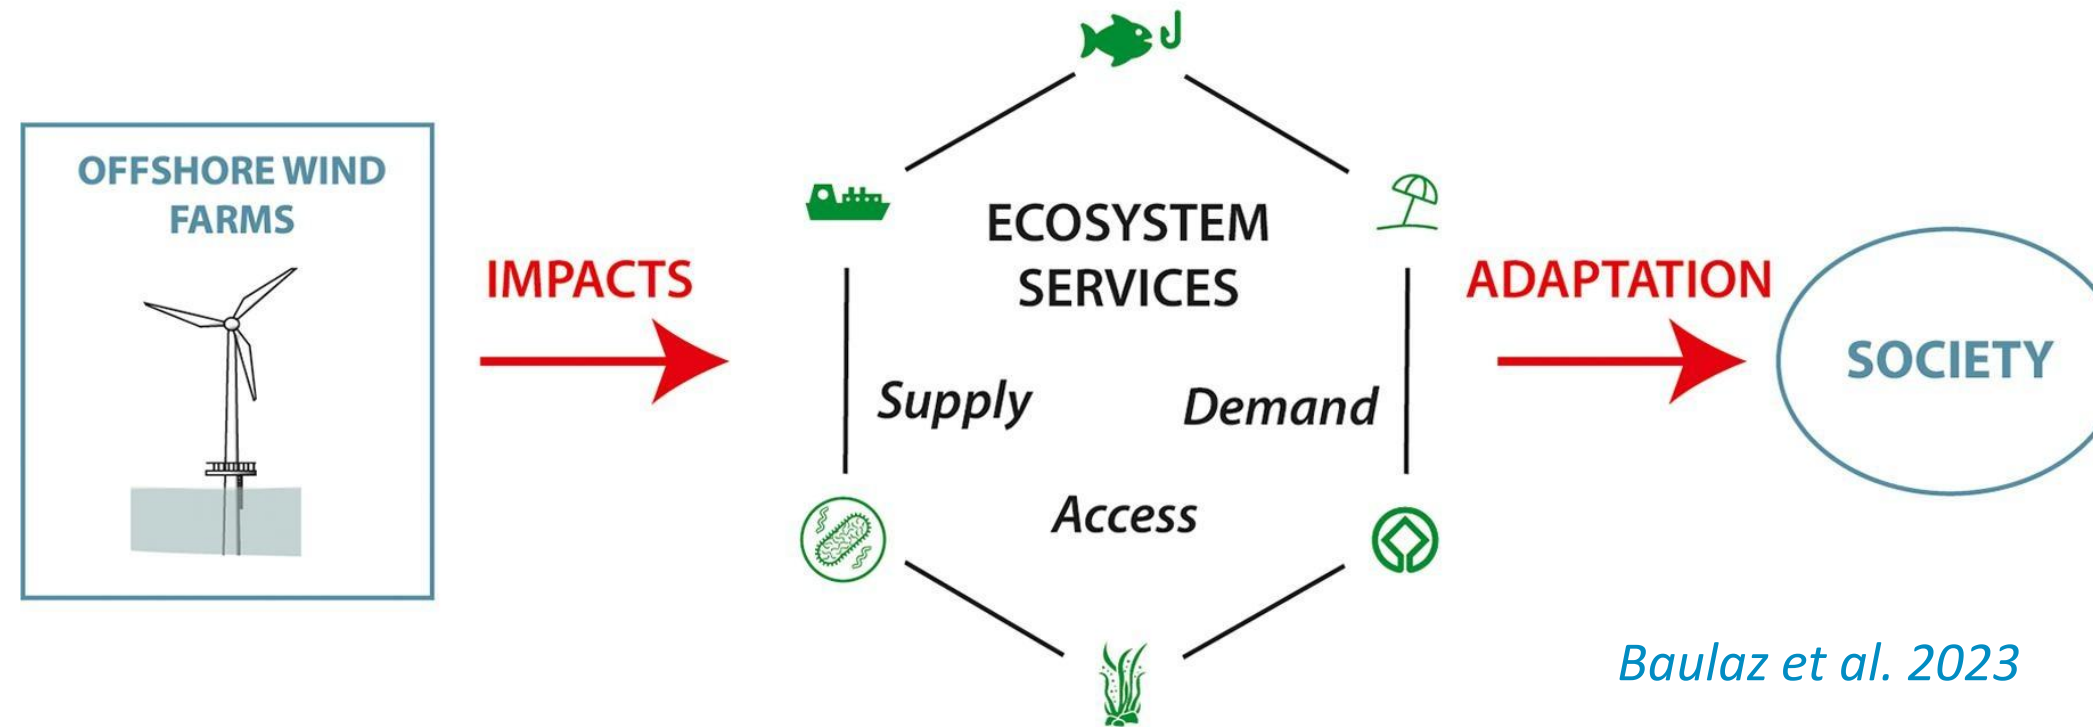 OFFSHORE WIND
FARMS
IMPACTS
ECOSYSTEM
SERVICES
Supply
Demand
Access
ADAPTATION
SOCIETY
Baulaz et al. 2023